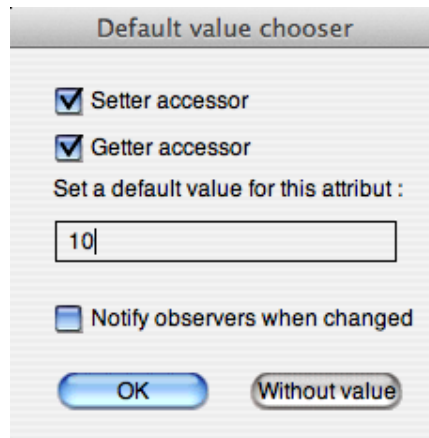 Default value chooser
Setter accessor
Getter accessor
Set a default value for this attribut :
10
Notify observers when changed
OK Without value